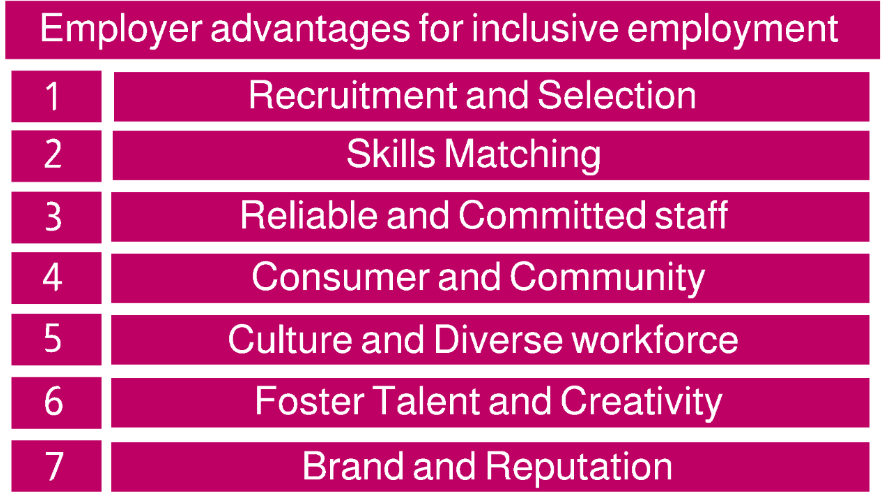 Employer advantages for inclusive employment
1 Recruitment and Selection
2 Skills Matching
3 Reliable and Committed staff
4 Consumer and Community
5 Culture and Diverse workforce
6 Foster Talent and Creativity
7 Brand and Reputation